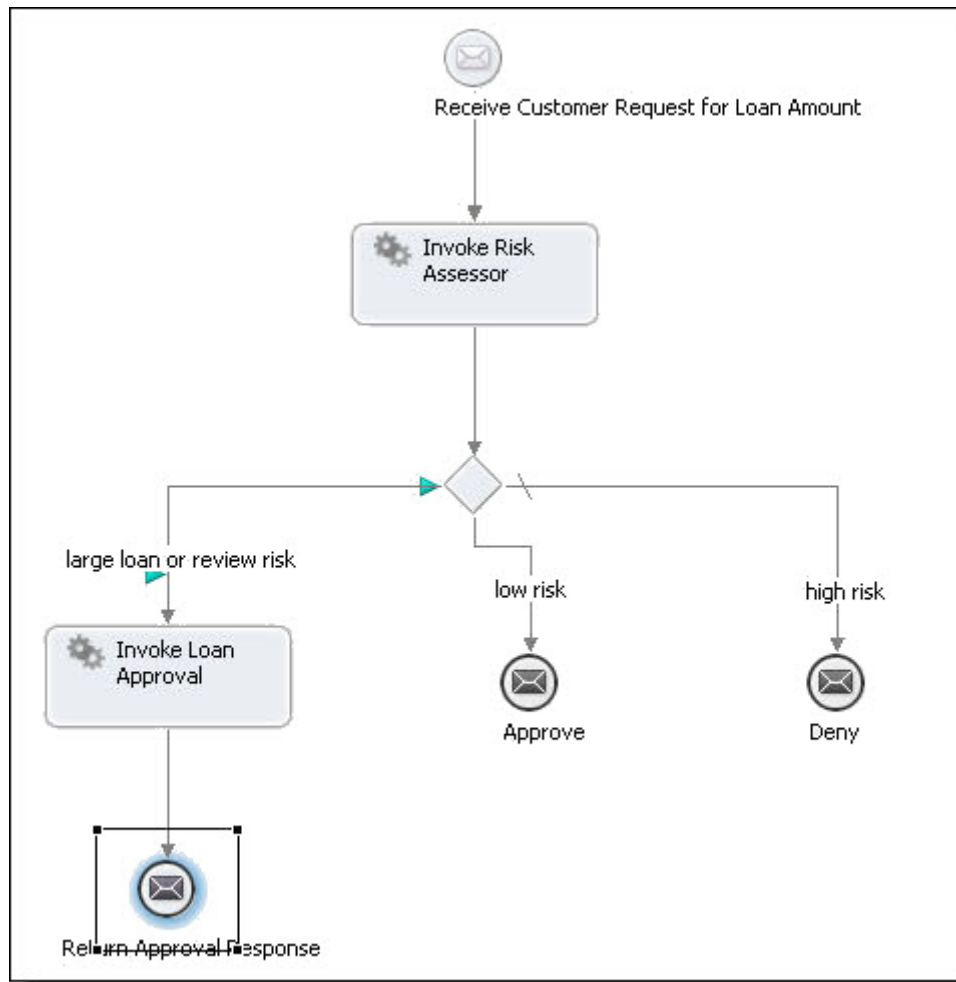 Receive Customer Request for Loan Amount
Invoke Risk
Assessor
large loan or review risk
low risk
high risk
Invoke Loan
Approval
Approve
Deny
Return Approval Response